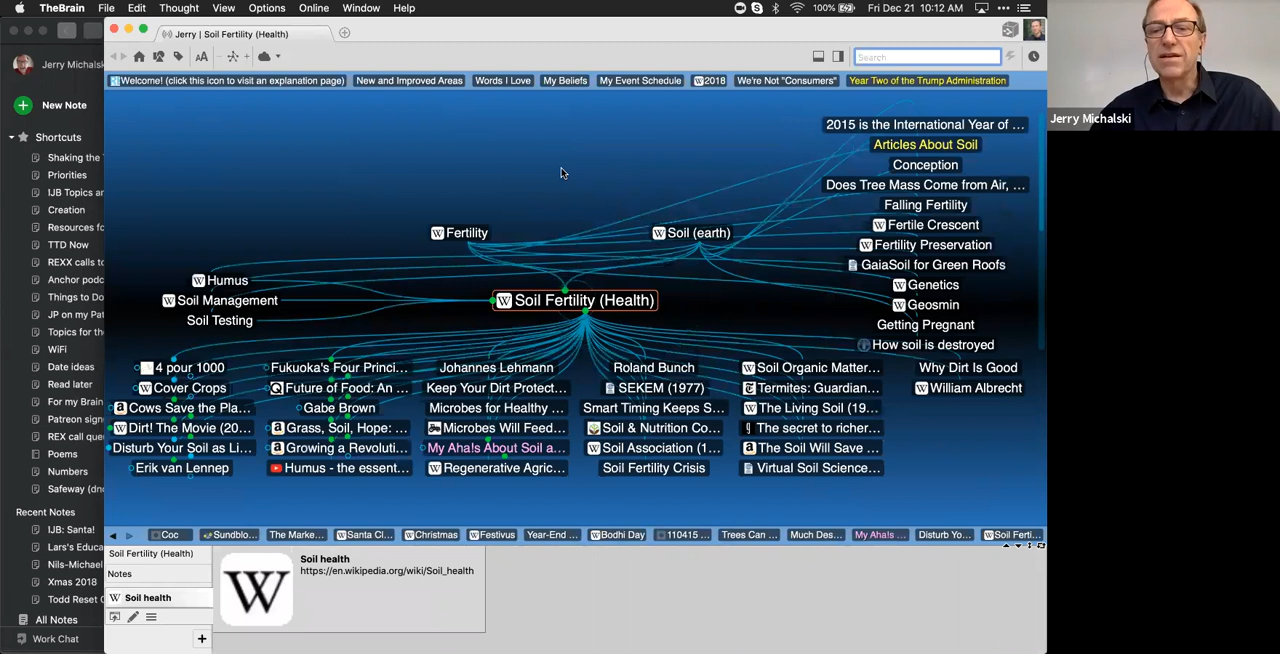 TheBrain File Edit Thought View Options Online Window Help
100% Fri Dec 21 10:12 AM
Jerry | Soil Fertility (Health)
Search
Welcome! (click this icon to visit an explanation page) New and Improved Areas Words I Love My Beliefs My Event Schedule 2018 We're Not "Consumers" Year Two of the Trump Administration
Jerry Michalsk
New Note
Shortcuts
Shaking the
Priorities
IJB Topics ar
Creation
Resources fo
TTD Now
REXX calls to
Anchor podc
Things to Do
JP on my Pat
Topics for the
WiFi
Date ideas
Read later
For my Brain
Patreon signu
REX call queu
Poems
Numbers
Safeway (dno
Recent Notes
IJB: Santa!
Lars's Educa
Nils-Michael
Xmas 2018
Todd Reset C
All Notes
Work Chat
2015 is the International Year of ...
Articles About Soil
Conception
Does Tree Mass Come from Air, ...
Falling Fertility
Fertile Crescent
Fertility Preservation
GaiaSoil for Green Roofs
Genetics
Geosmin
Getting Pregnant
How soil is destroyed
Fertility Soil (earth)
Humus
Soil Management
Soil Testing
Soil Fertility (Health)
4 pour 1000 Fukuoka's Four Princi... Johannes Lehmann Roland Bunch Soil Organic Matter... Why Dirt Is Good
Cover Crops Future of Food: An ... Keep Your Dirt Protect... SEKEM (1977) Termites: Guardian... William Albrecht
Cows Save the Pla... Gabe Brown Microbes for Healthy ... Smart Timing Keeps S... The Living Soil (19...
Dirt! The Movie (20... Grass, Soil, Hope: ... Microbes Will Feed... Soil & Nutrition Co... The secret to richer...
Disturb Your Soil as Li... Growing a Revoluti... My Aha!s About Soil a... Soil Association (1... The Soil Will Save ...
Erik van Lennep Humus - the essent... Regenerative Agric... Soil Fertility Crisis Virtual Soil Science...
Coc Sundblo... The Marke... Santa Cl... Christmas Festivus Year-End ... Bodhi Day 110415 ... Trees Can ... Much Des... My Aha!s ... Disturb Yo... Soil Ferti...
Soil Fertility (Health)
Notes
Soil health
Soil health
https://en.wikipedia.org/wiki/Soil_health
Jerry Michalski